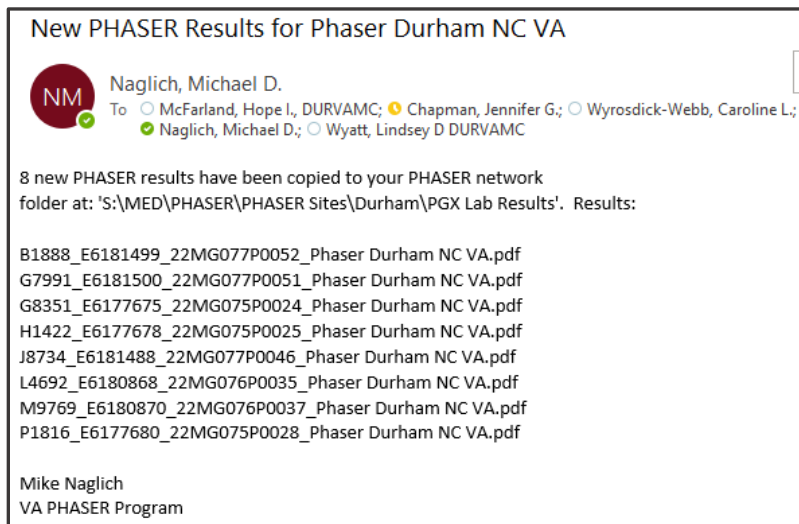 New PHASER Results for Phaser Durham NC VA
NM
Naglich, Michael D.
To McFarland, Hope I., DURVAMC; Chapman, Jennifer G.; Wyrosdick-Webb, Caroline L.;
Naglich, Michael D.; Wyatt, Lindsey D DURVAMC
8 new PHASER results have been copied to your PHASER network
folder at: 'S:\MED\PHASER\PHASER Sites\Durham\PGX Lab Results'.  Results:
B1888_E6181499_22MG077P0052_Phaser Durham NC VA.pdf
G7991_E6181500_22MG077P0051_Phaser Durham NC VA.pdf
G8351_E6177675_22MG075P0024_Phaser Durham NC VA.pdf
H1422_E6177678_22MG075P0025_Phaser Durham NC VA.pdf
J8734_E6181488_22MG077P0046_Phaser Durham NC VA.pdf
L4692_E6180868_22MG076P0035_Phaser Durham NC VA.pdf
M9769_E6180870_22MG076P0037_Phaser Durham NC VA.pdf
P1816_E6177680_22MG075P0028_Phaser Durham NC VA.pdf
Mike Naglich
VA PHASER Program